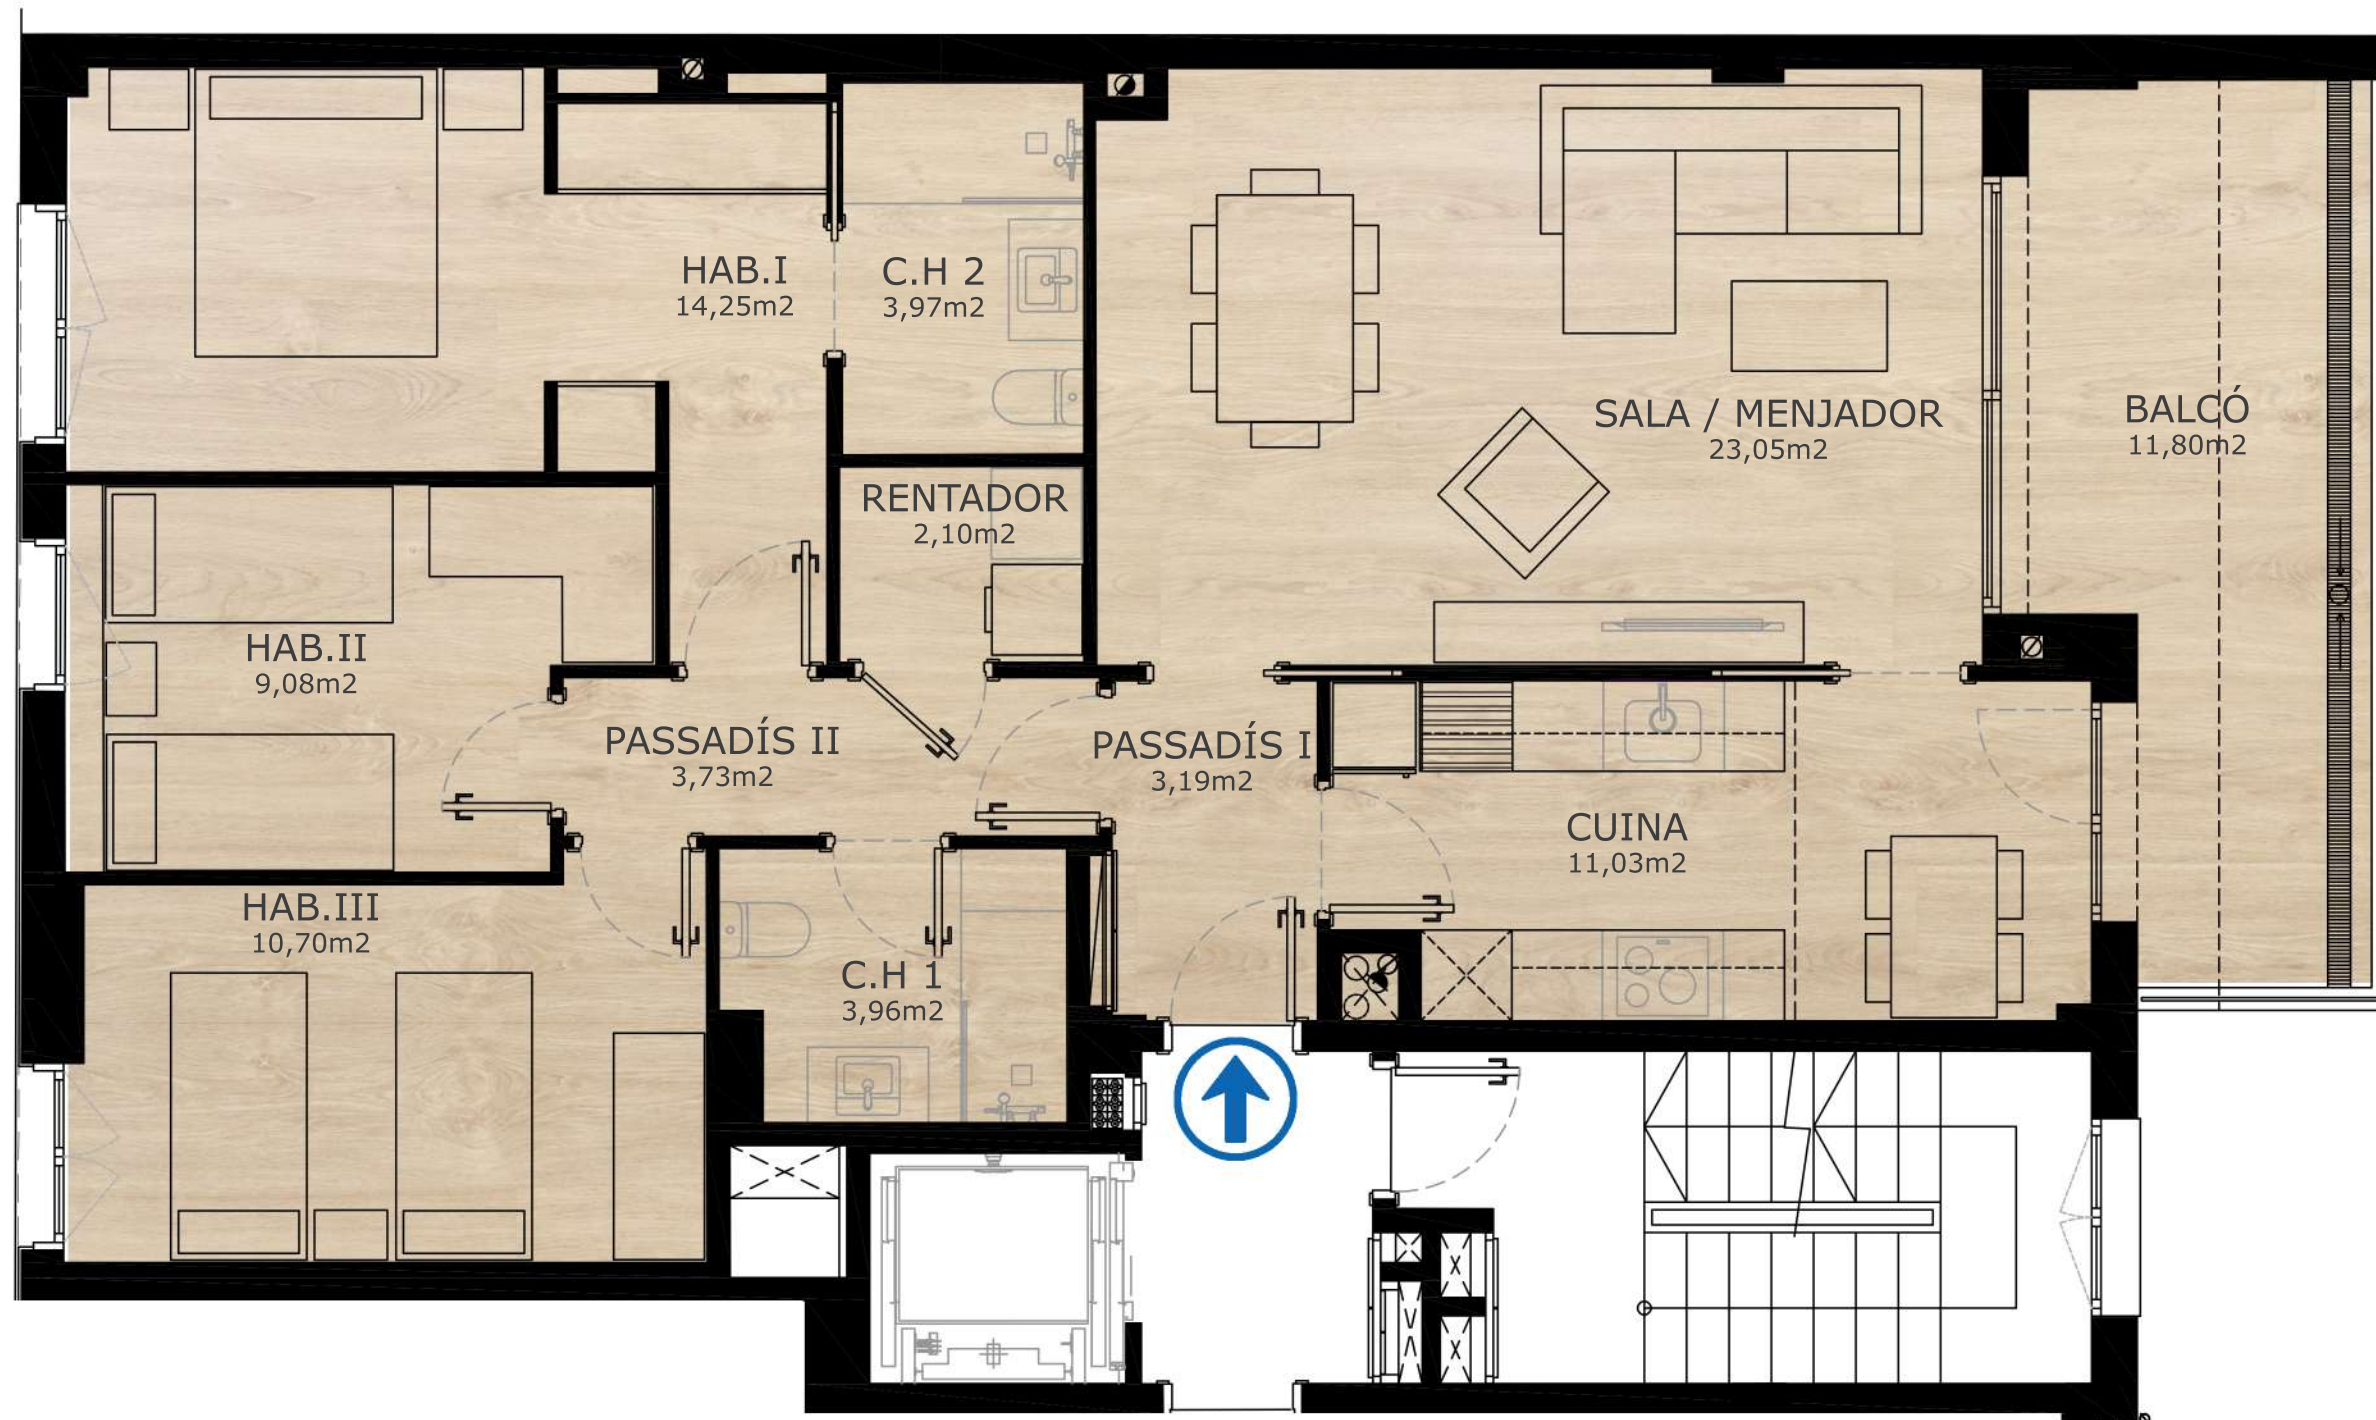 HAB.I
14,25m2
C.H 2
3,97m2
SALA / MENJADOR
23,05m2
BALCÓ
11,80m2
RENTADOR
2,10m2
HAB.II
9,08m2
PASSADÍS II
3,73m2
PASSADÍS I
3,19m2
CUINA
11,03m2
HAB.III
10,70m2
C.H 1
3,96m2